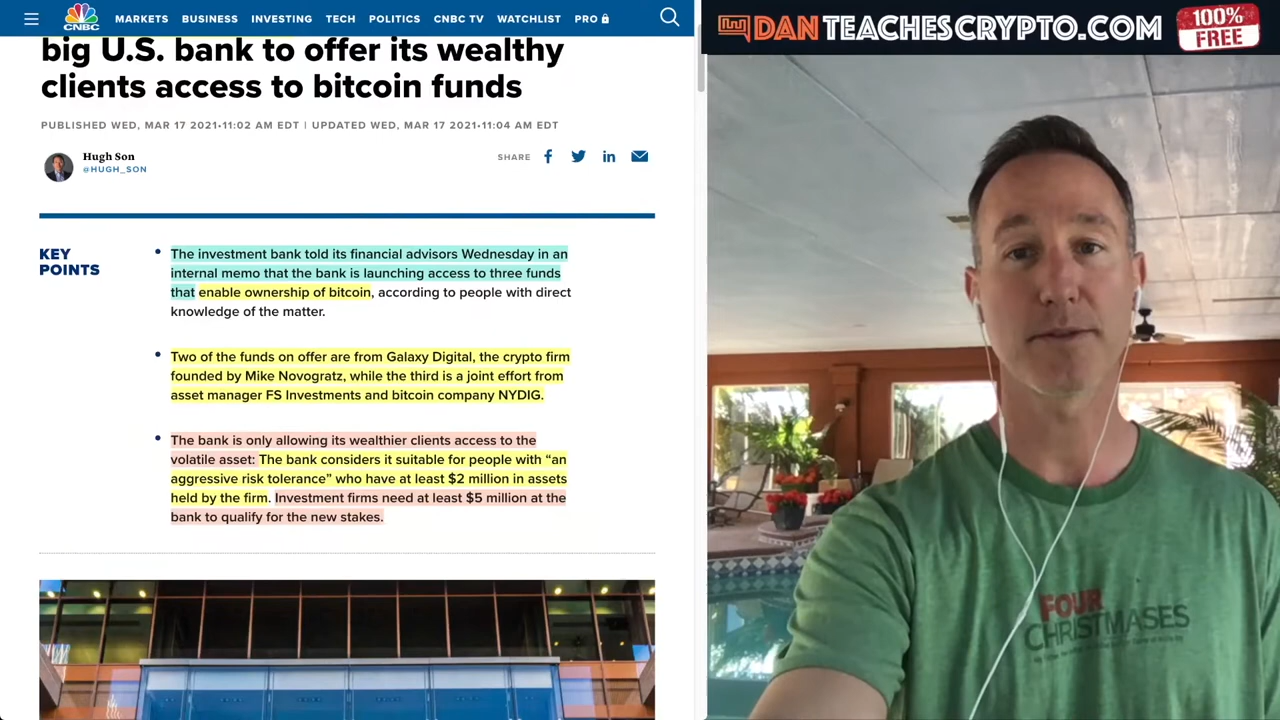 CNBC
MARKETS BUSINESS INVESTING TECH POLITICS CNBC TV WATCHLIST PRO
big U.S. bank to offer its wealthy
clients access to bitcoin funds
PUBLISHED WED, MAR 17 2021•11:02 AM EDT | UPDATED WED, MAR 17 2021•11:04 AM EDT
Hugh Son
@HUGH_SON
SHARE
KEY
POINTS
• The investment bank told its financial advisors Wednesday in an
internal memo that the bank is launching access to three funds
that enable ownership of bitcoin, according to people with direct
knowledge of the matter.
• Two of the funds on offer are from Galaxy Digital, the crypto firm
founded by Mike Novogratz, while the third is a joint effort from
asset manager FS Investments and bitcoin company NYDIG.
• The bank is only allowing its wealthier clients access to the
volatile asset: The bank considers it suitable for people with “an
aggressive risk tolerance” who have at least $2 million in assets
held by the firm. Investment firms need at least $5 million at the
bank to qualify for the new stakes.
DANTEACHESCRYPTO.COM
100%
FREE
FOUR
CHRISTMASES